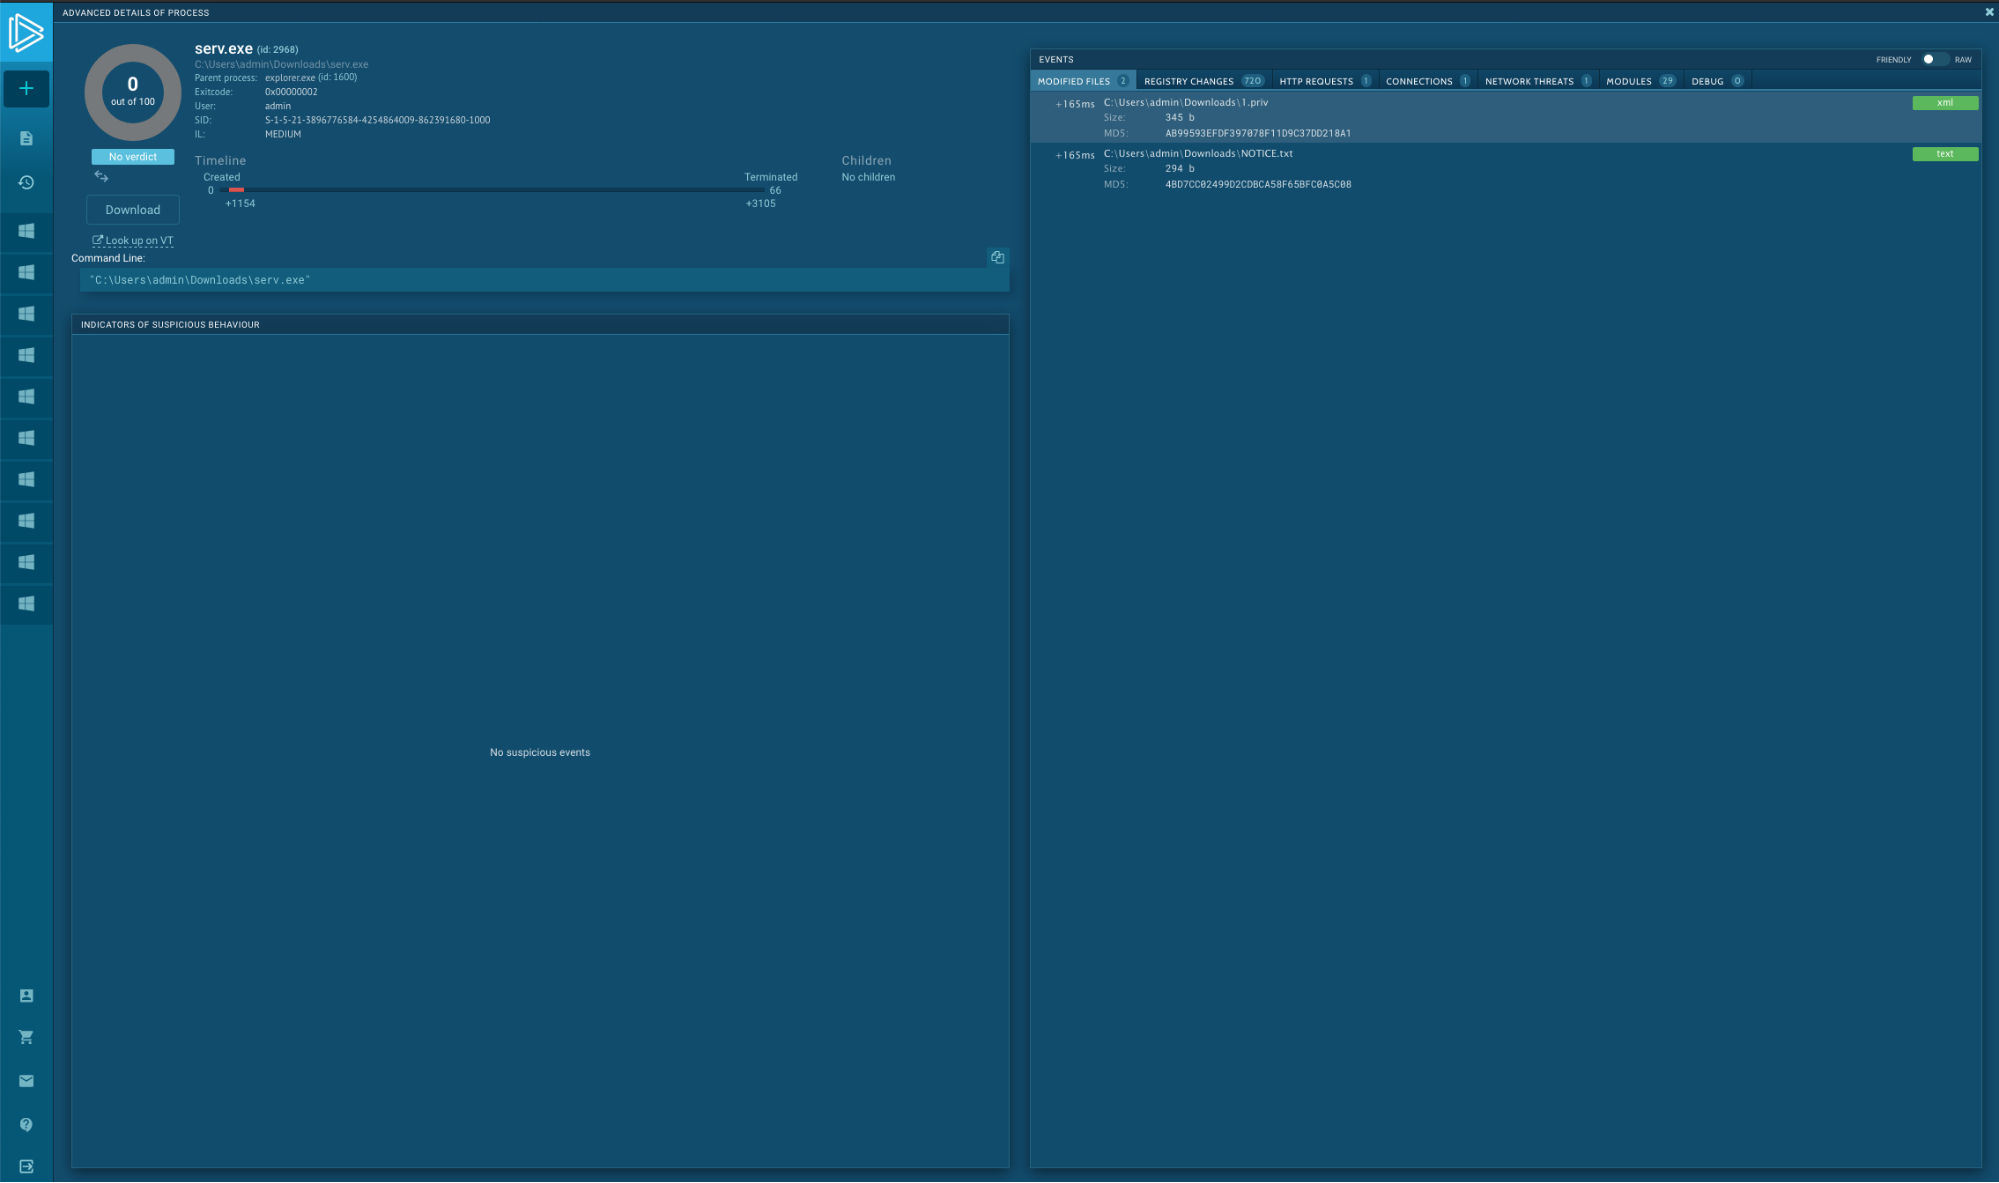 ADVANCED DETAILS OF PROCESS
0
out of 100
No verdict
Download
Look up on VT
serv.exe (id: 2968)
C:\Users\admin\Downloads\serv.exe
Parent process: explorer.exe (id: 1600)
Exitcode: 0x00000002
User: admin
SID: S-1-5-21-3896776584-4254864009-862391680-1000
IL: MEDIUM
Timeline
Created Terminated
0 66
+1154 +3105
Children
No children
Command Line:
"C:\Users\admin\Downloads\serv.exe"
INDICATORS OF SUSPICIOUS BEHAVIOUR
No suspicious events
EVENTS FRIENDLY RAW
MODIFIED FILES 2 REGISTRY CHANGES 720 HTTP REQUESTS 1 CONNECTIONS 1 NETWORK THREATS 1 MODULES 29 DEBUG 0
+165ms C:\Users\admin\Downloads\1.priv xml
Size: 345 b
MD5: AB99593EFDF397078F11D9C37DD218A1
+165ms C:\Users\admin\Downloads\NOTICE.txt text
Size: 294 b
MD5: 4BD7CC02499D2CDBCA58F65BFC0A5C08